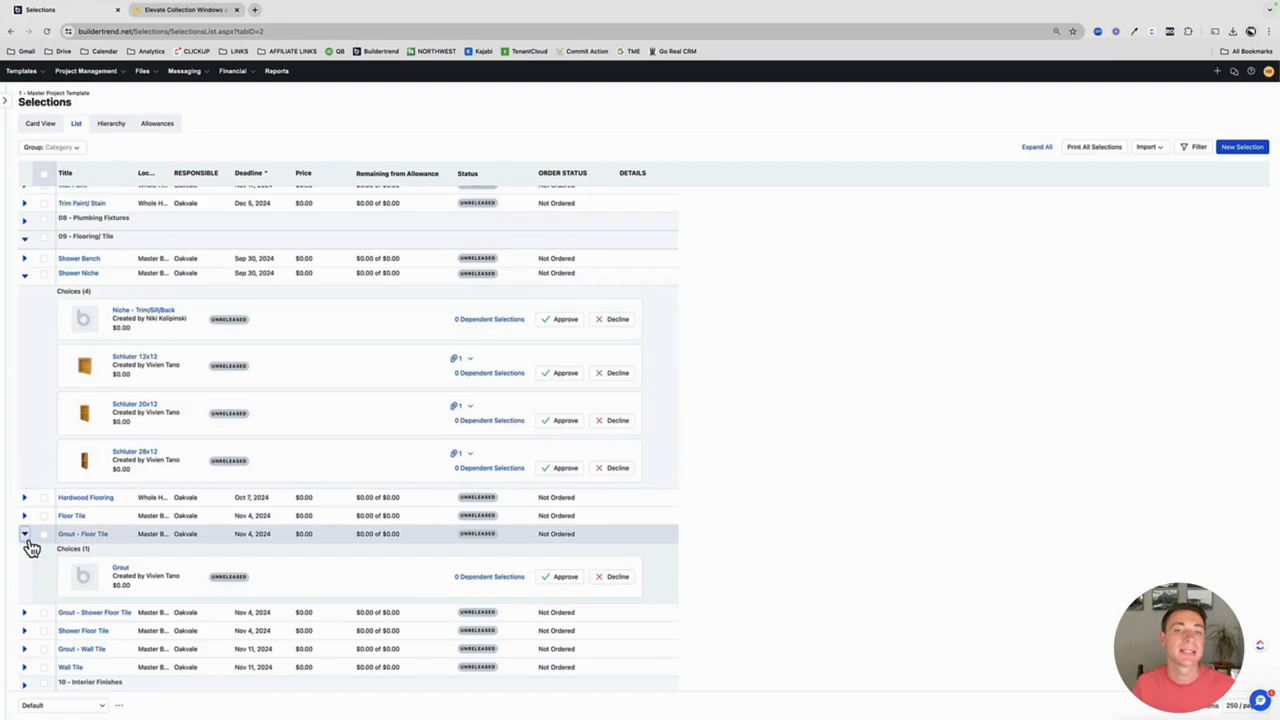 Selections
Elevate Collection Windows a
buildertrend.net/Selections/SelectionsList.aspx?tabID=2
Gmail Drive Calendar Analytics CLICKUP LINKS AFFILIATE LINKS QB Buildertrend NORTHWEST Kajabi TenantCloud Commit Action TME Go Real CRM All Bookmarks
Templates Project Management Files Messaging Financial Reports
1 - Master Project Template
Selections
Card View List Hierarchy Allowances
Group: Category
Expand All Print All Selections Import Filter New Selection
Title Loc... RESPONSIBLE Deadline Price Remaining from Allowance Status ORDER STATUS DETAILS
Trim Paint/ Stain Whole H... Oakvale Dec 5, 2024 $0.00 $0.00 of $0.00 UNRELEASED Not Ordered
08 - Plumbing Fixtures
09 - Flooring/ Tile
Shower Bench Master B... Oakvale Sep 30, 2024 $0.00 $0.00 of $0.00 UNRELEASED Not Ordered
Shower Niche Master B... Oakvale Sep 30, 2024 $0.00 $0.00 of $0.00 UNRELEASED Not Ordered
Choices (4)
Niche - Trim/Sill/Back
Created by Niki Kolipinski
$0.00
UNRELEASED
0 Dependent Selections Approve Decline
Schluter 12x12
Created by Vivien Tano
$0.00
UNRELEASED
1
0 Dependent Selections Approve Decline
Schluter 20x12
Created by Vivien Tano
$0.00
UNRELEASED
1
0 Dependent Selections Approve Decline
Schluter 28x12
Created by Vivien Tano
$0.00
UNRELEASED
1
0 Dependent Selections Approve Decline
Hardwood Flooring Whole H... Oakvale Oct 7, 2024 $0.00 $0.00 of $0.00 UNRELEASED Not Ordered
Floor Tile Master B... Oakvale Nov 4, 2024 $0.00 $0.00 of $0.00 UNRELEASED Not Ordered
Grout - Floor Tile Master B... Oakvale Nov 4, 2024 $0.00 $0.00 of $0.00 UNRELEASED Not Ordered
Choices (1)
Grout
Created by Vivien Tano
$0.00
UNRELEASED
0 Dependent Selections Approve Decline
Grout - Shower Floor Tile Master B... Oakvale Nov 4, 2024 $0.00 $0.00 of $0.00 UNRELEASED Not Ordered
Shower Floor Tile Master B... Oakvale Nov 4, 2024 $0.00 $0.00 of $0.00 UNRELEASED Not Ordered
Grout - Wall Tile Master B... Oakvale Nov 11, 2024 $0.00 $0.00 of $0.00 UNRELEASED Not Ordered
Wall Tile Master B... Oakvale Nov 11, 2024 $0.00 $0.00 of $0.00 UNRELEASED Not Ordered
10 - Interior Finishes
Default
250 /